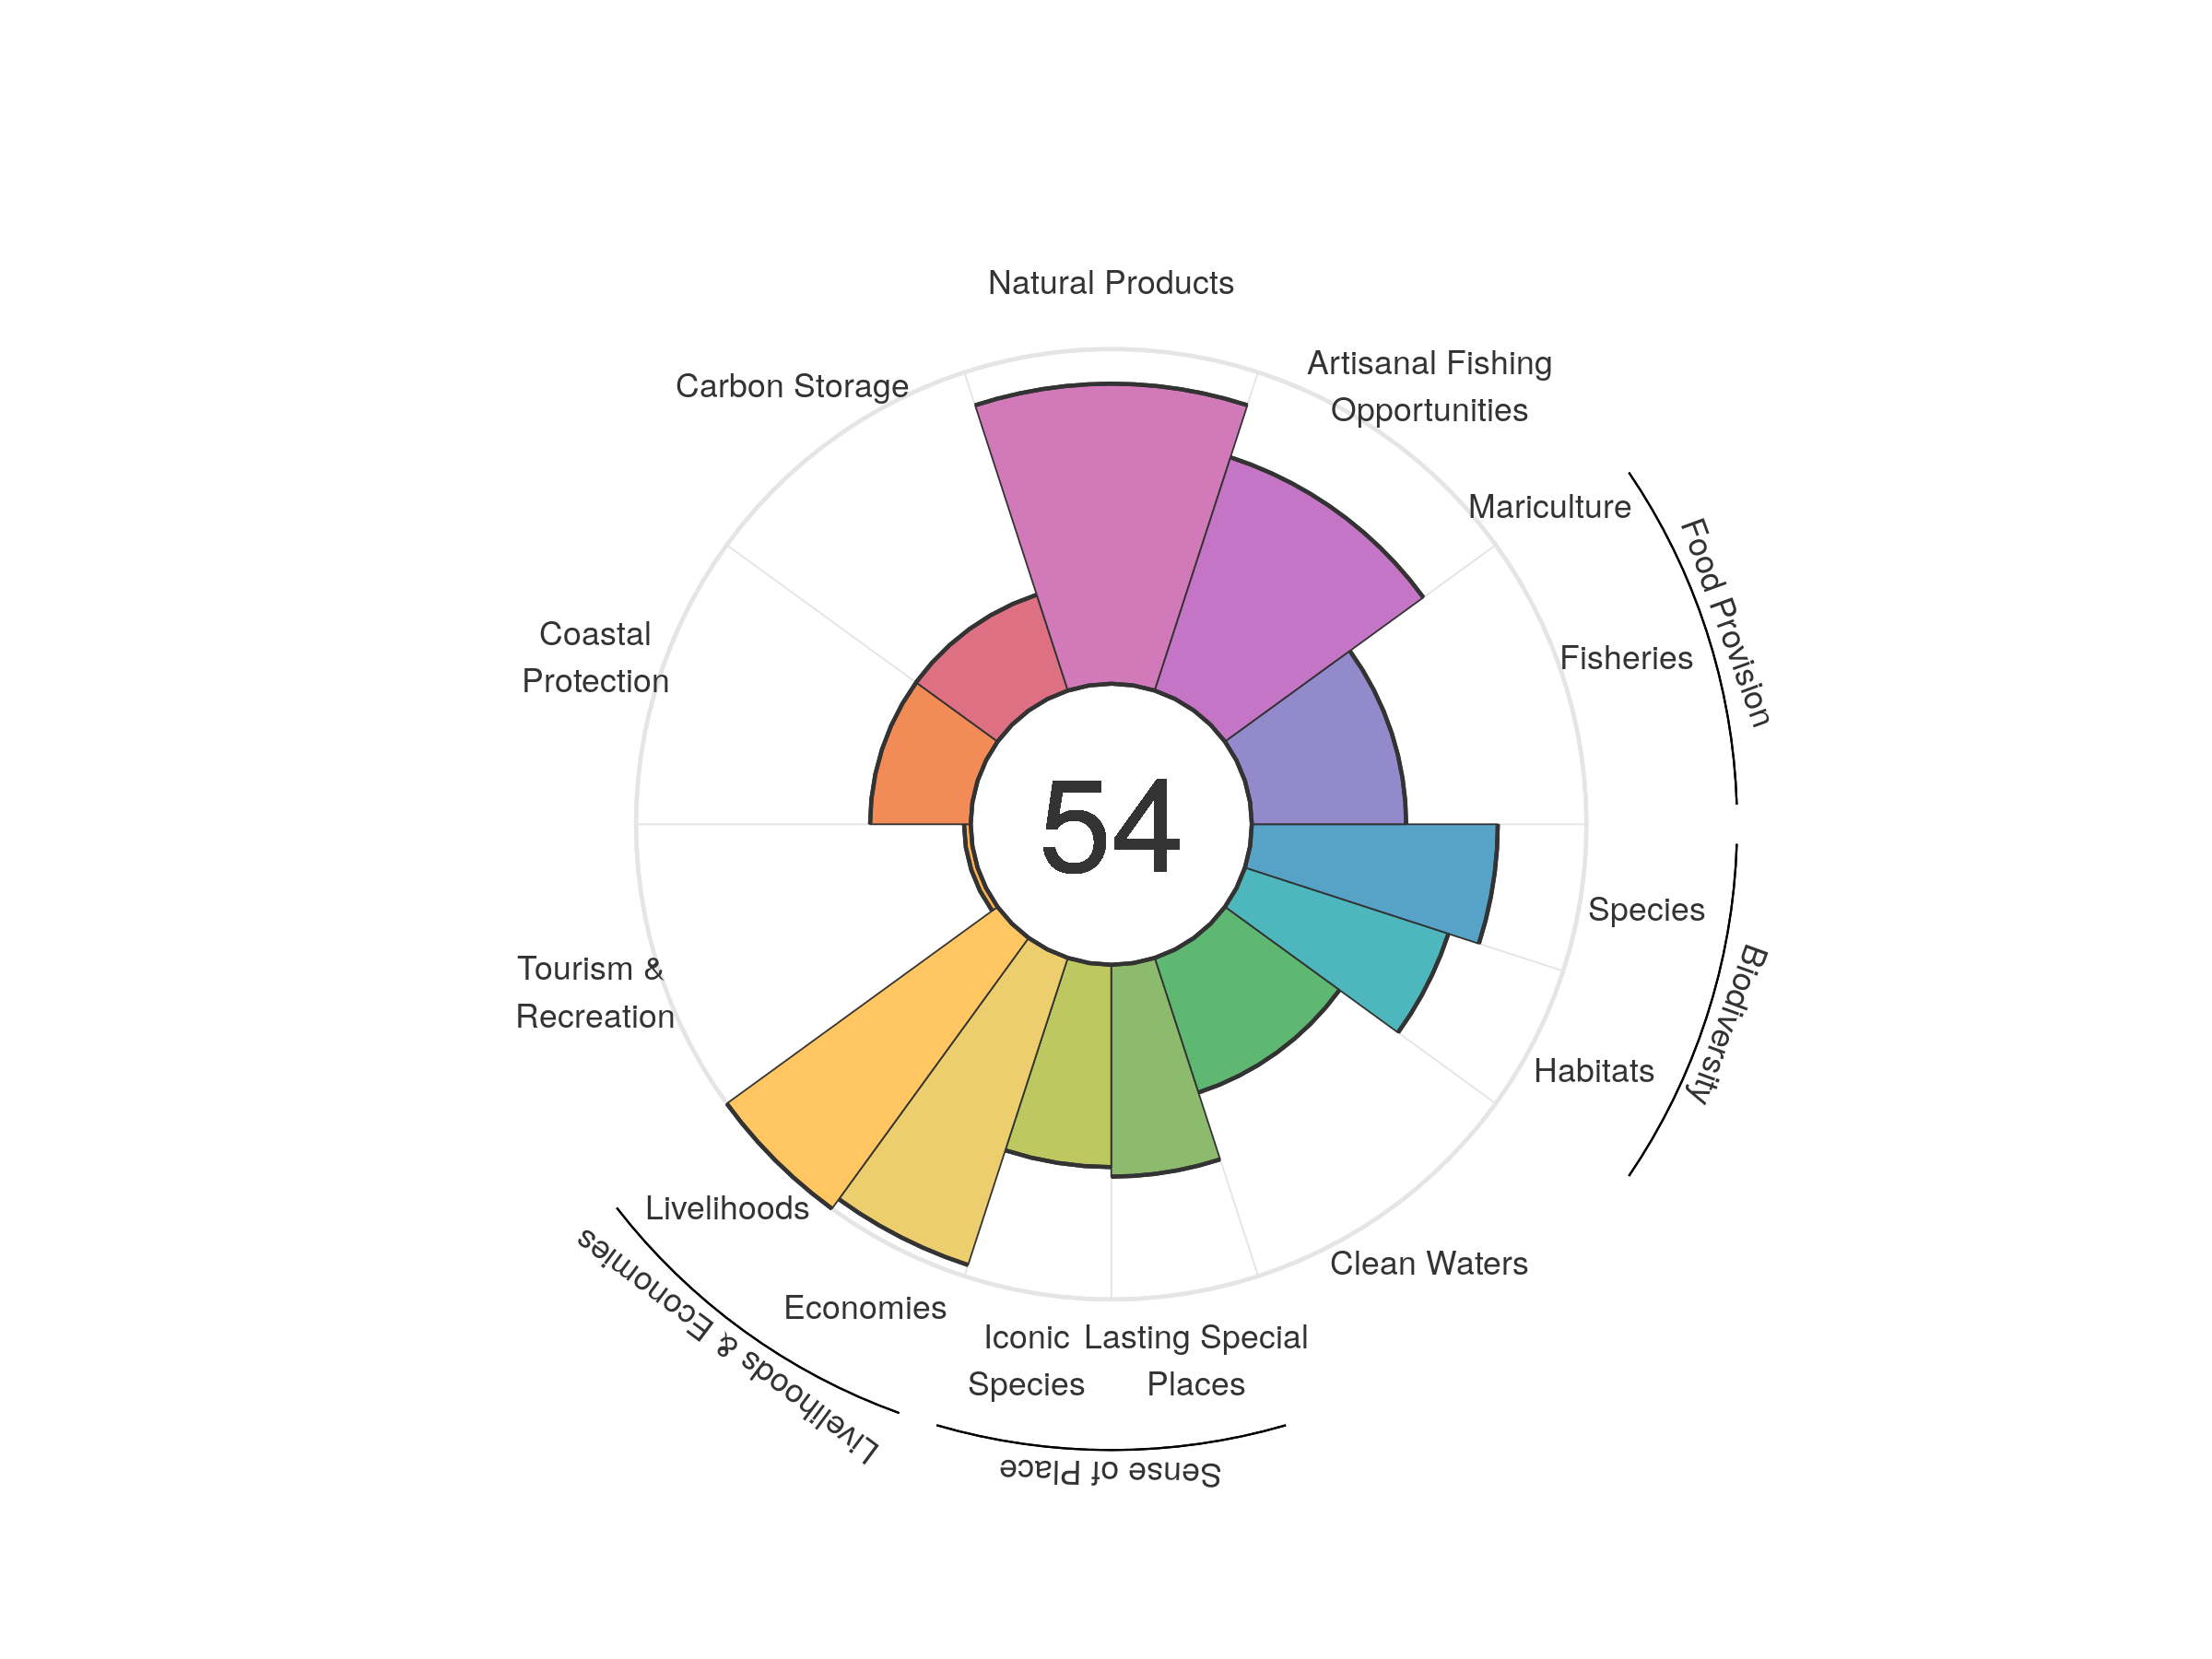 Natural Products
Carbon Storage
Artisanal Fishing
Opportunities
Mariculture
Food Provision
Fisheries
Coastal
Protection
54
Species
Biodiversity
Habitats
Tourism &
Recreation
Livelihoods
Livelihoods & Economies
Economies
Clean Waters
Iconic
Species
Lasting Special
Places
Sense of Place